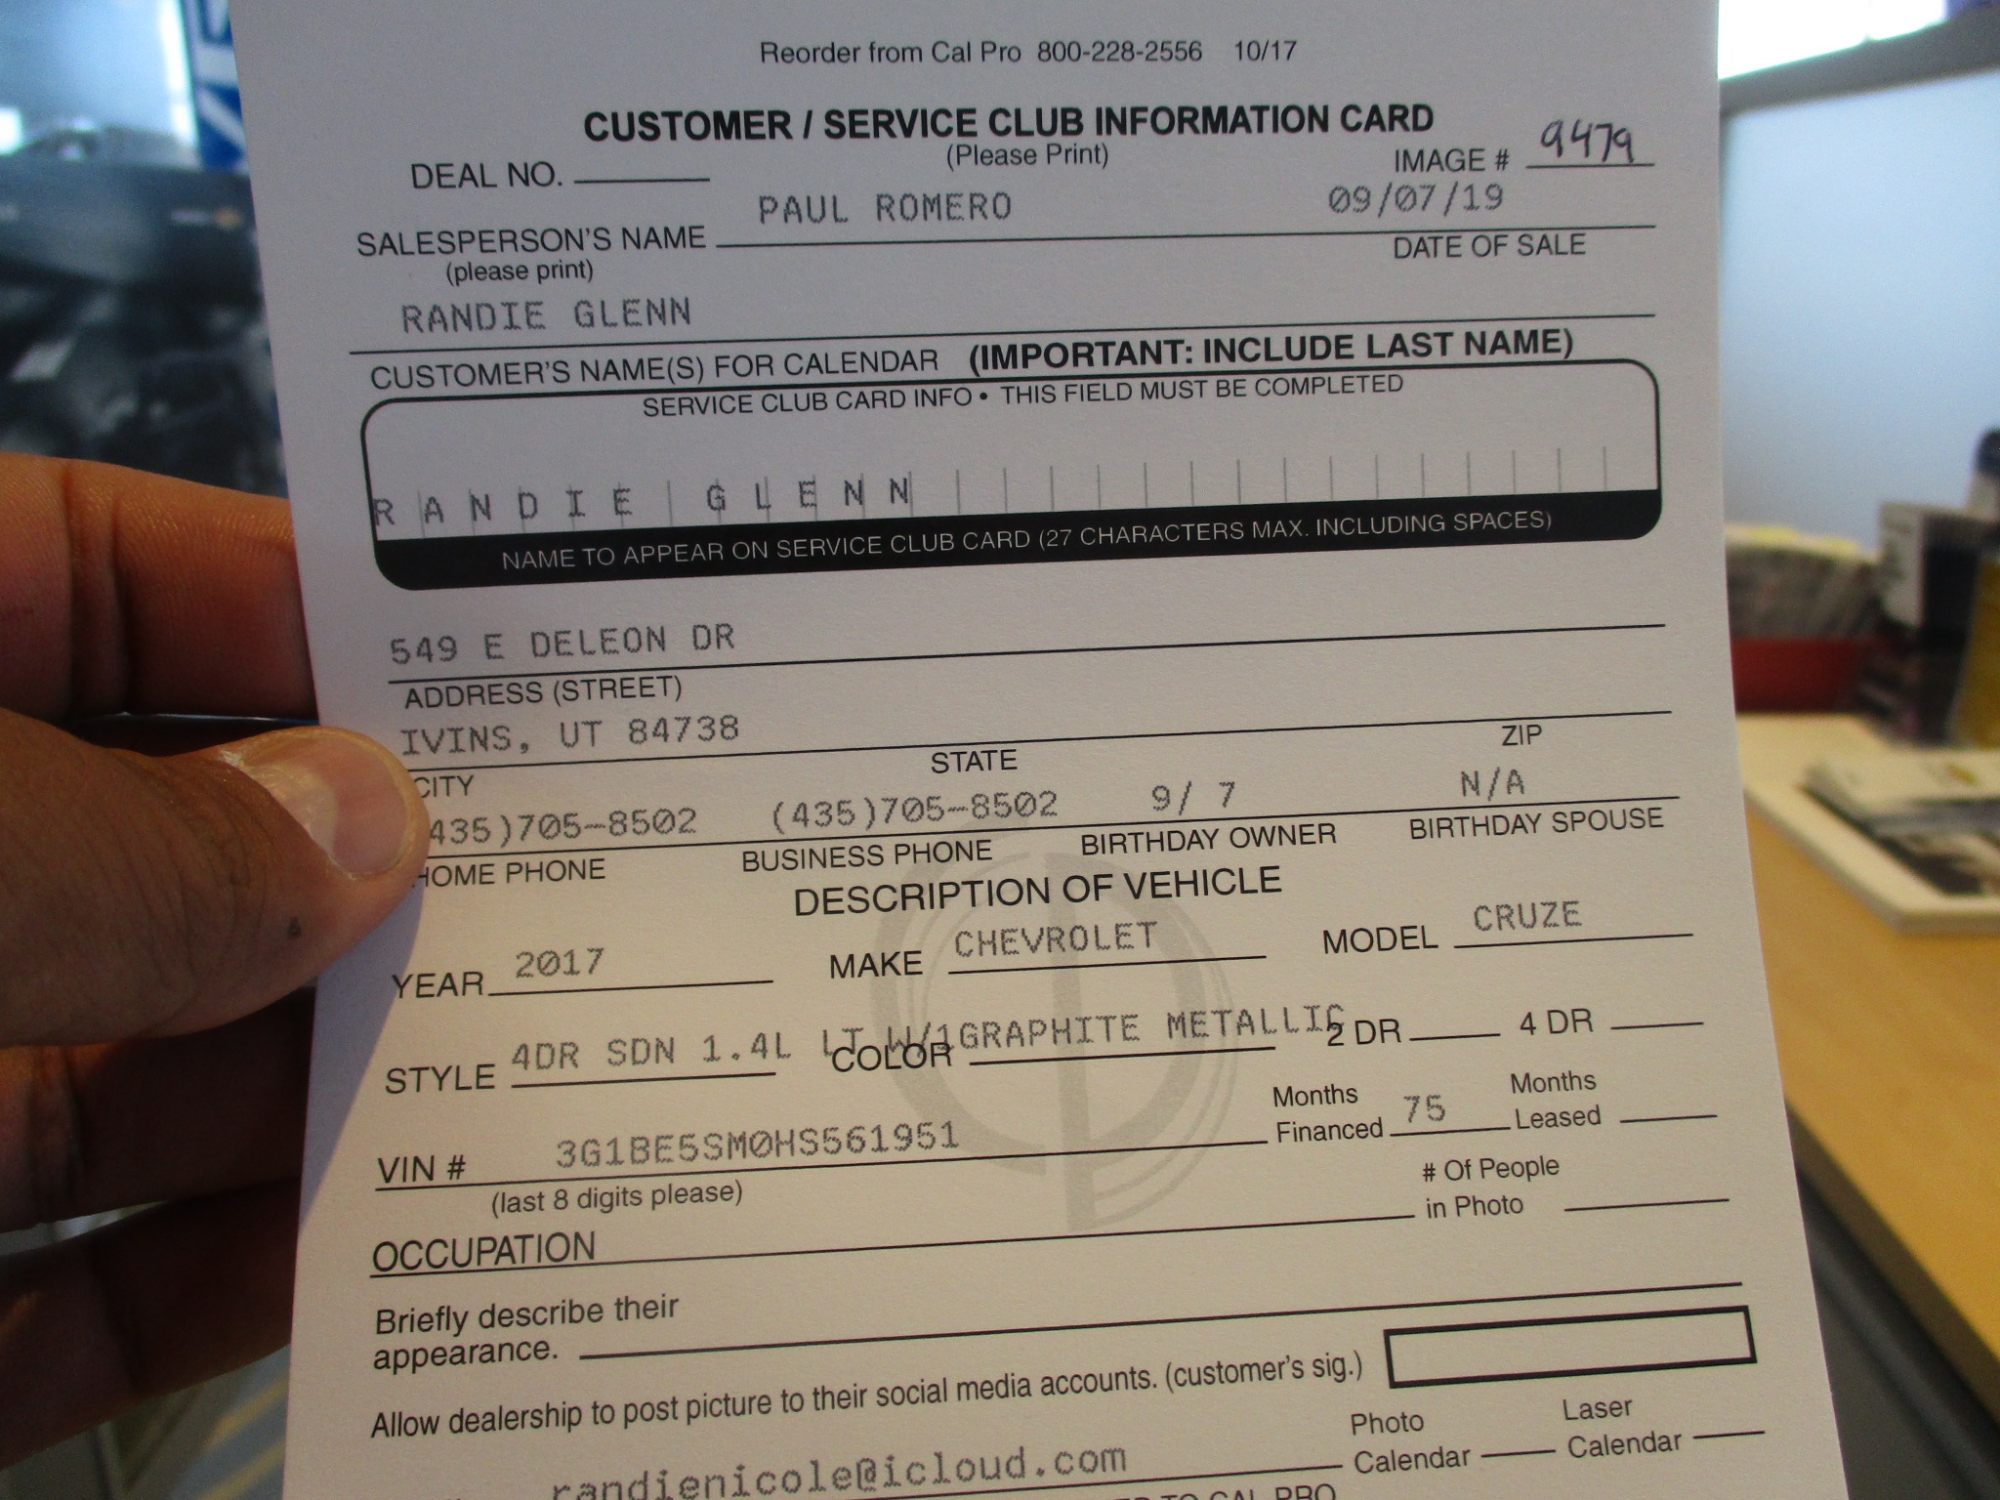 Reorder from Cal Pro 800-228-2556 10/17
CUSTOMER / SERVICE CLUB INFORMATION CARD
(Please Print)
DEAL NO.
IMAGE # 9479
PAUL ROMERO 09/07/19
SALESPERSON'S NAME DATE OF SALE
(please print)
RANDIE GLENN
CUSTOMER'S NAME(S) FOR CALENDAR (IMPORTANT: INCLUDE LAST NAME)
SERVICE CLUB CARD INFO • THIS FIELD MUST BE COMPLETED
RANDIE GLENN
NAME TO APPEAR ON SERVICE CLUB CARD (27 CHARACTERS MAX. INCLUDING SPACES)
549 E DELEON DR
ADDRESS (STREET)
IVINS, UT 84738
CITY STATE ZIP
435)705-8502 (435)705-8502 9/ 7 N/A
HOME PHONE BUSINESS PHONE BIRTHDAY OWNER BIRTHDAY SPOUSE
DESCRIPTION OF VEHICLE
YEAR 2017 MAKE CHEVROLET MODEL CRUZE
STYLE 4DR SDN 1.4L LT W/1 COLOR GRAPHITE METALLIC 2 DR 4 DR
VIN # 3G1BE5SM0HS561951 Months Financed 75 Months Leased
(last 8 digits please)
# Of People in Photo
OCCUPATION
Briefly describe their
appearance.
Allow dealership to post picture to their social media accounts. (customer's sig.)
Photo Calendar Laser Calendar
randienicole@icloud.com
TO CAL PRO